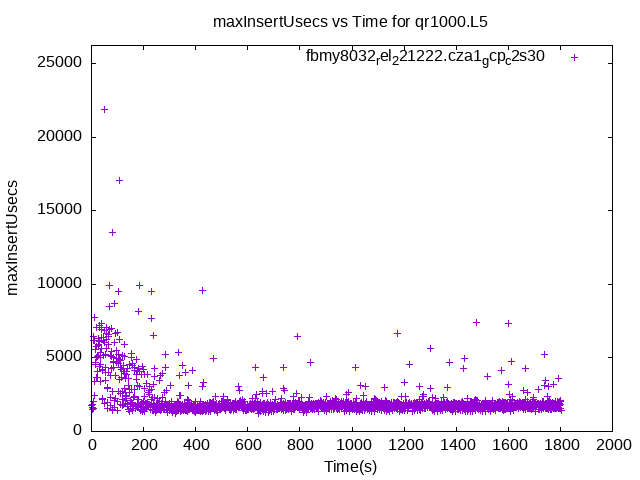 maxInsertUsecs vs Time for qr1000.L5
fbmy8032rel221222.cza1gcpc2s30
25000
20000
15000
10000
5000
0
maxInsertUsecs
0 200 400 600 800 1000 1200 1400 1600 1800 2000
Time(s)